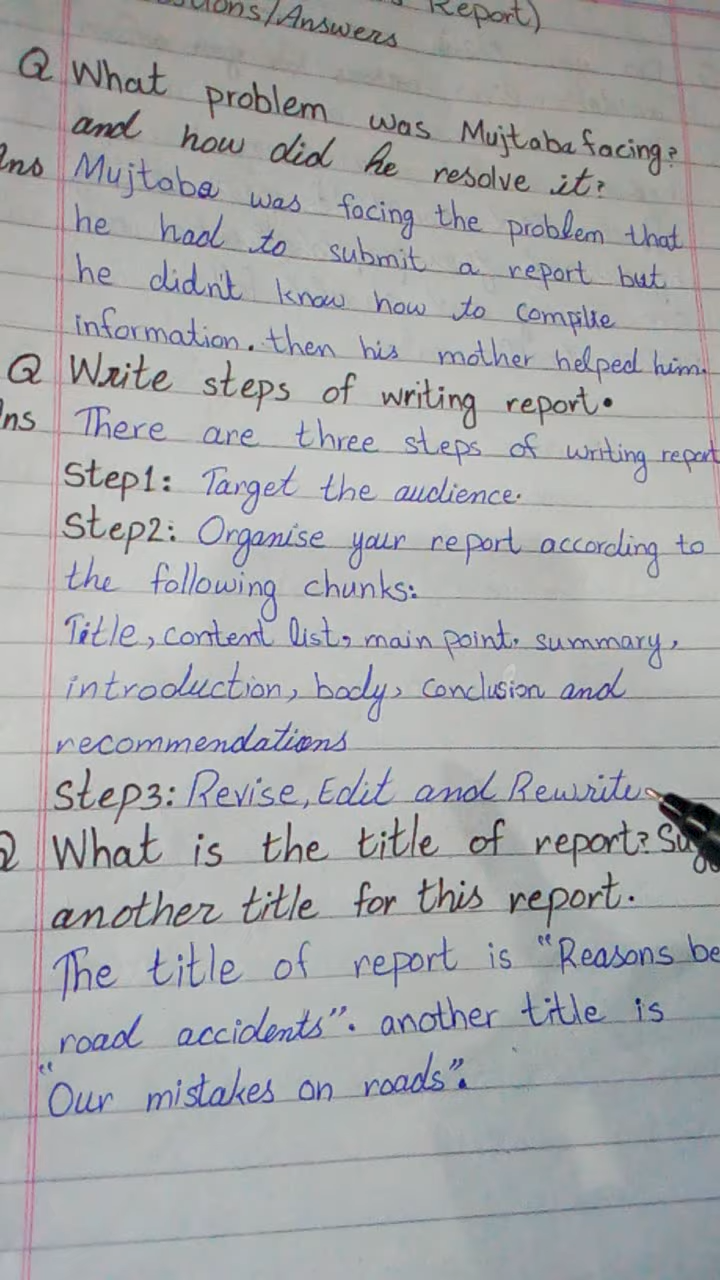 Report)
Questions/Answers
Q What problem was Mujtaba facing?
and how did he resolve it?
Ans Mujtaba was facing the problem that
he had to submit a report but
he didn't know how to complie
information. then his mother helped him.
Q Write steps of writing report.
Ans There are three steps of writing report
Step1: Target the audience.
Step2: Organise your report according to
the following chunks:
Title, content list, main point, summary,
introduction, body, conclusion and
recommendations
Step3: Revise, Edit and Rewrite
Q What is the title of report?
another title for this report.
The title of report is "Reasons be
road accidents". another title is
"Our mistakes on roads".